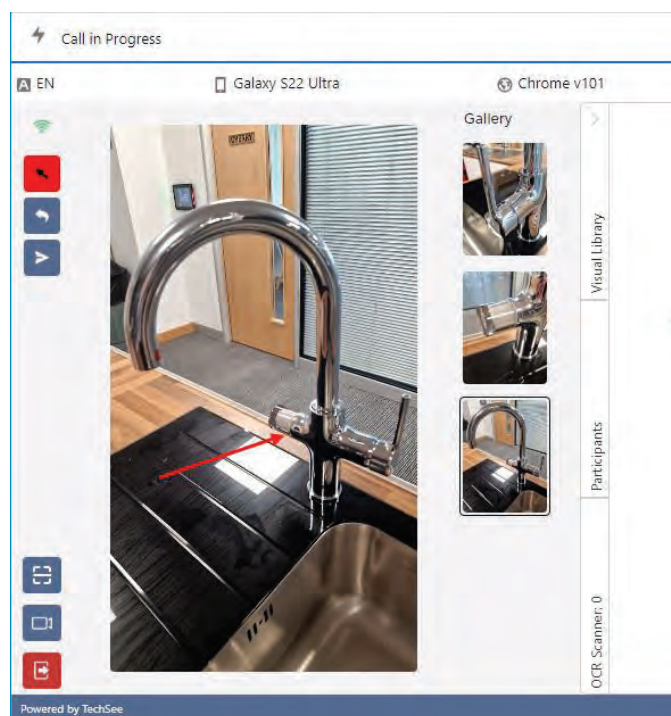 Call in Progress
EN
Galaxy S22 Ultra
Chrome v101
Gallery
Visual Library
Participants
OCR Scanner: 0
Powered by TechSee